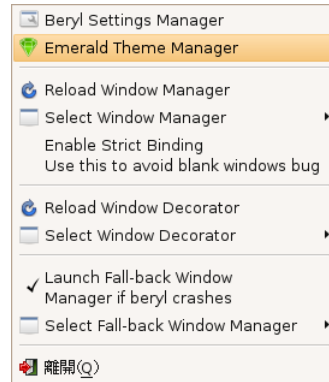 Beryl Settings Manager
Emerald Theme Manager
Reload Window Manager
Select Window Manager
Enable Strict Binding
Use this to avoid blank windows bug
Reload Window Decorator
Select Window Decorator
Launch Fall-back Window
Manager if beryl crashes
Select Fall-back Window Manager
離開(Q)